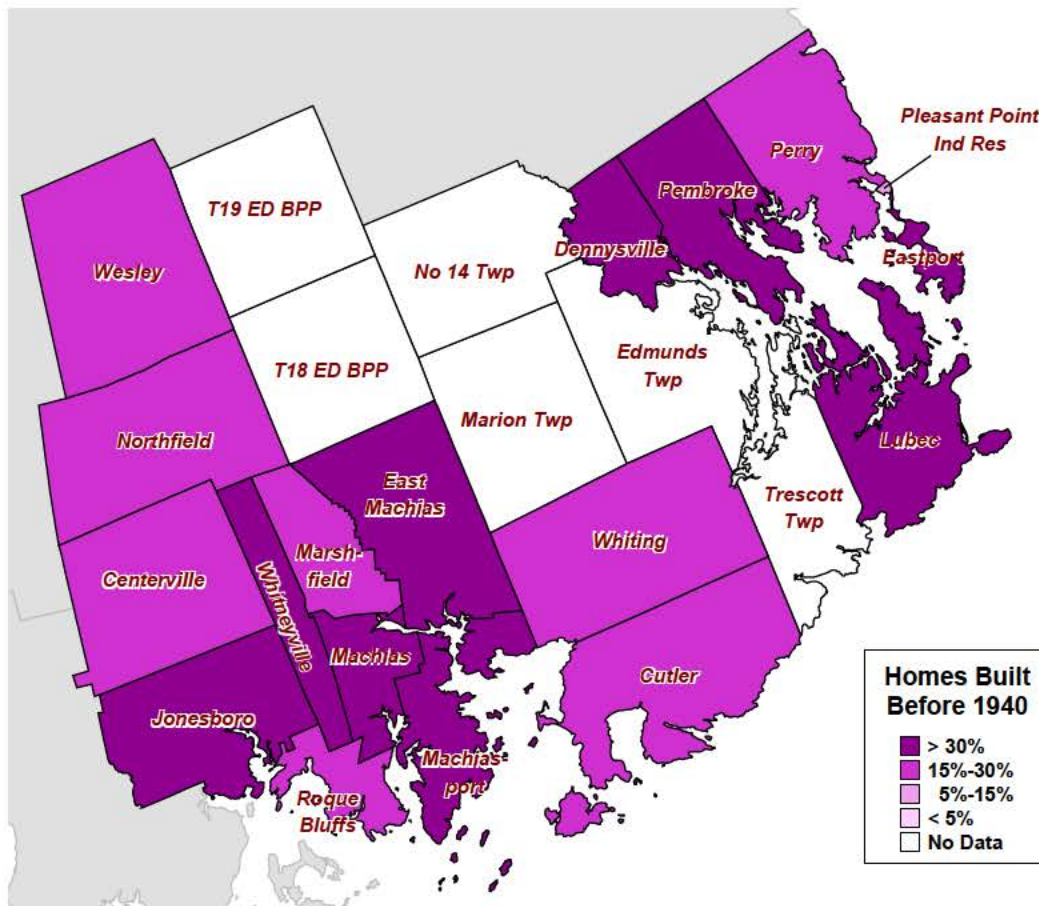 Pleasant Point
Ind Res
Perry
Pembroke
T19 ED BPP
Dennysville
Eastport
Wesley
No 14 Twp
Edmunds
Twp
T18 ED BPP
Marion Twp
Northfield
Lubec
East
Machias
Trescott
Twp
Whiting
Marsh-
field
Centerville
Whitneyville
Machias
Cutler
Jonesboro
Machias-
port
Roque
Bluffs
Homes Built
Before 1940
> 30%
15%-30%
5%-15%
< 5%
No Data